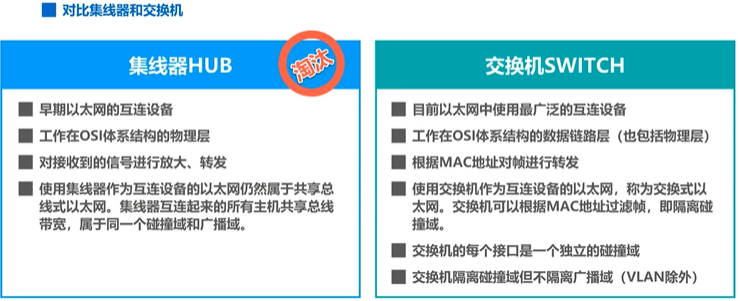 对比集线器和交换机
集线器HUB
淘汰
早期以太网的互连设备
工作在OSI体系结构的物理层
对接收到的信号进行放大、转发
使用集线器作为互连设备的以太网仍然属于共享总
线式以太网。集线器互连起来的所有主机共享总线
带宽，属于同一个碰撞域和广播域。
交换机SWITCH
目前以太网中使用最广泛的互连设备
工作在OSI体系结构的数据链路层（也包括物理层）
根据MAC地址对帧进行转发
使用交换机作为互连设备的以太网，称为交换式以
太网。交换机可以根据MAC地址过滤帧，即隔离碰
撞域。
交换机的每个接口是一个独立的碰撞域
交换机隔离碰撞域但不隔离广播域（VLAN除外）